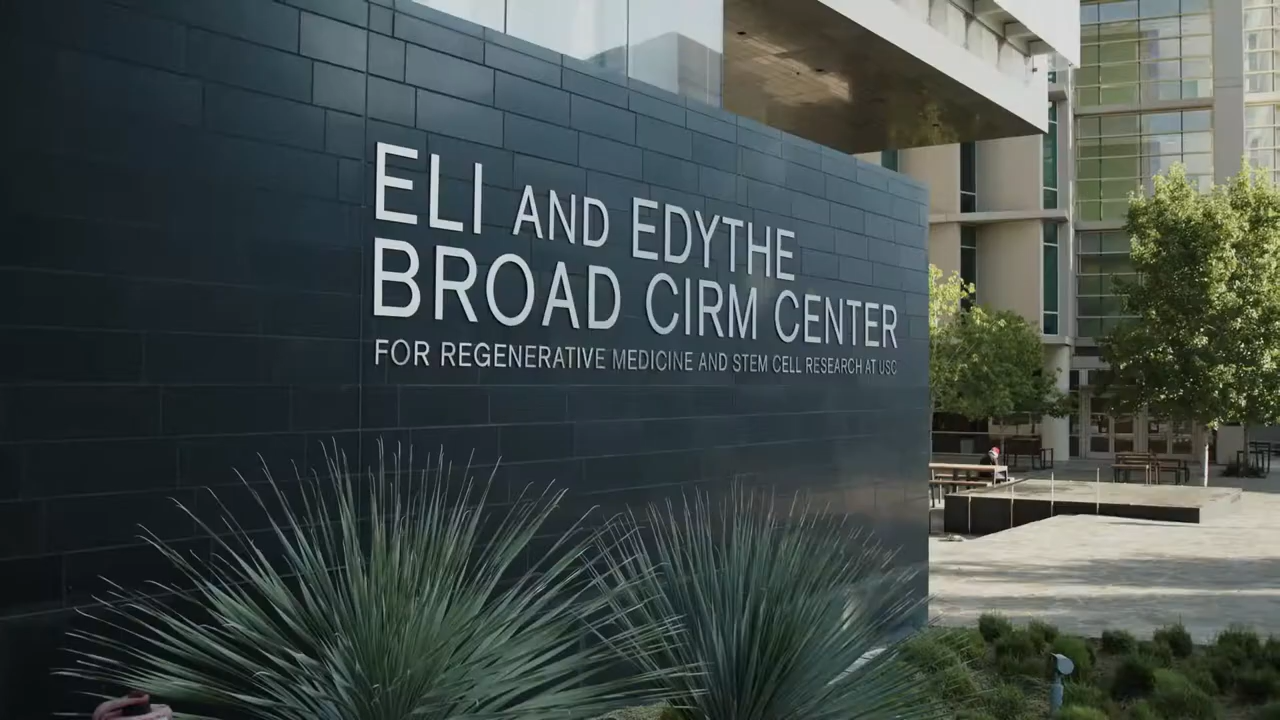 ELI AND EDYTHE
BROAD CIRM CENTER
FOR REGENERATIVE MEDICINE AND STEM CELL RESEARCH AT USC